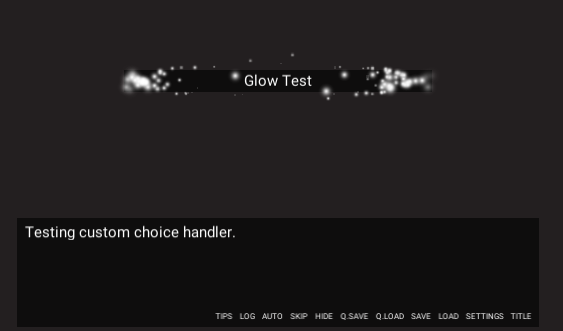 Glow Test
Testing custom choice handler.
TIPS LOG AUTO SKIP HIDE Q.SAVE Q.LOAD SAVE LOAD SETTINGS TITLE